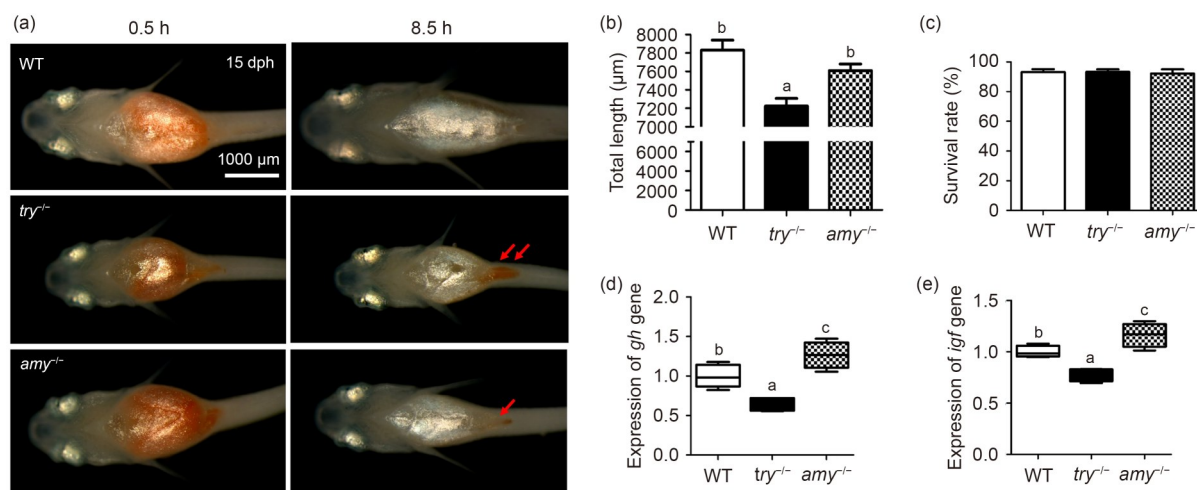 (a)
0.5 h
8.5 h
WT
15 dph
1000 μm
try⁻/⁻
amy⁻/⁻
(b)
Total length (μm)
8000
7600
7200
7000
6000
4000
2000
0
b
a
b
WT
try⁻/⁻
amy⁻/⁻
(c)
Survival rate (%)
100
80
60
40
20
0
WT
try⁻/⁻
amy⁻/⁻
(d)
Expression of gh gene
2.0
1.5
1.0
0.5
0.0
b
a
c
WT
try⁻/⁻
amy⁻/⁻
(e)
Expression of igf gene
1.5
1.0
0.5
0.0
b
a
c
WT
try⁻/⁻
amy⁻/⁻